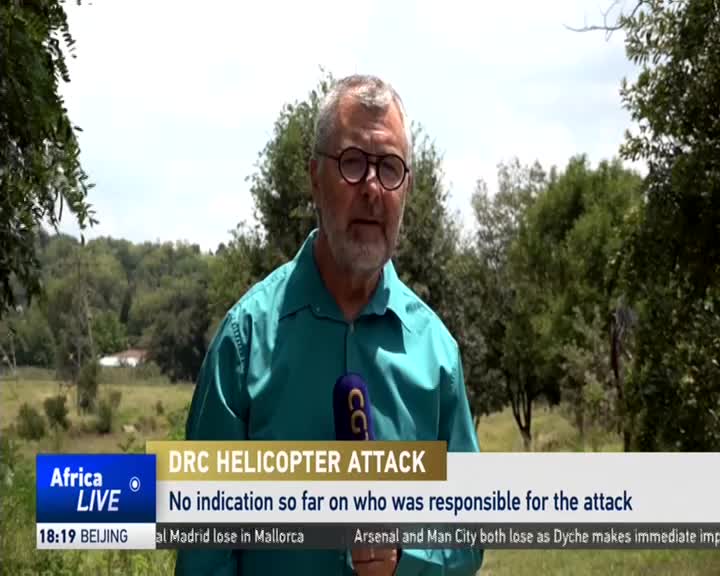 CG
DRC HELICOPTER ATTACK
Africa
LIVE
No indication so far on who was responsible for the attack
18:19 BEIJING
al Madrid lose in Mallorca Arsenal and Man City both lose as Dyche makes immediate imp